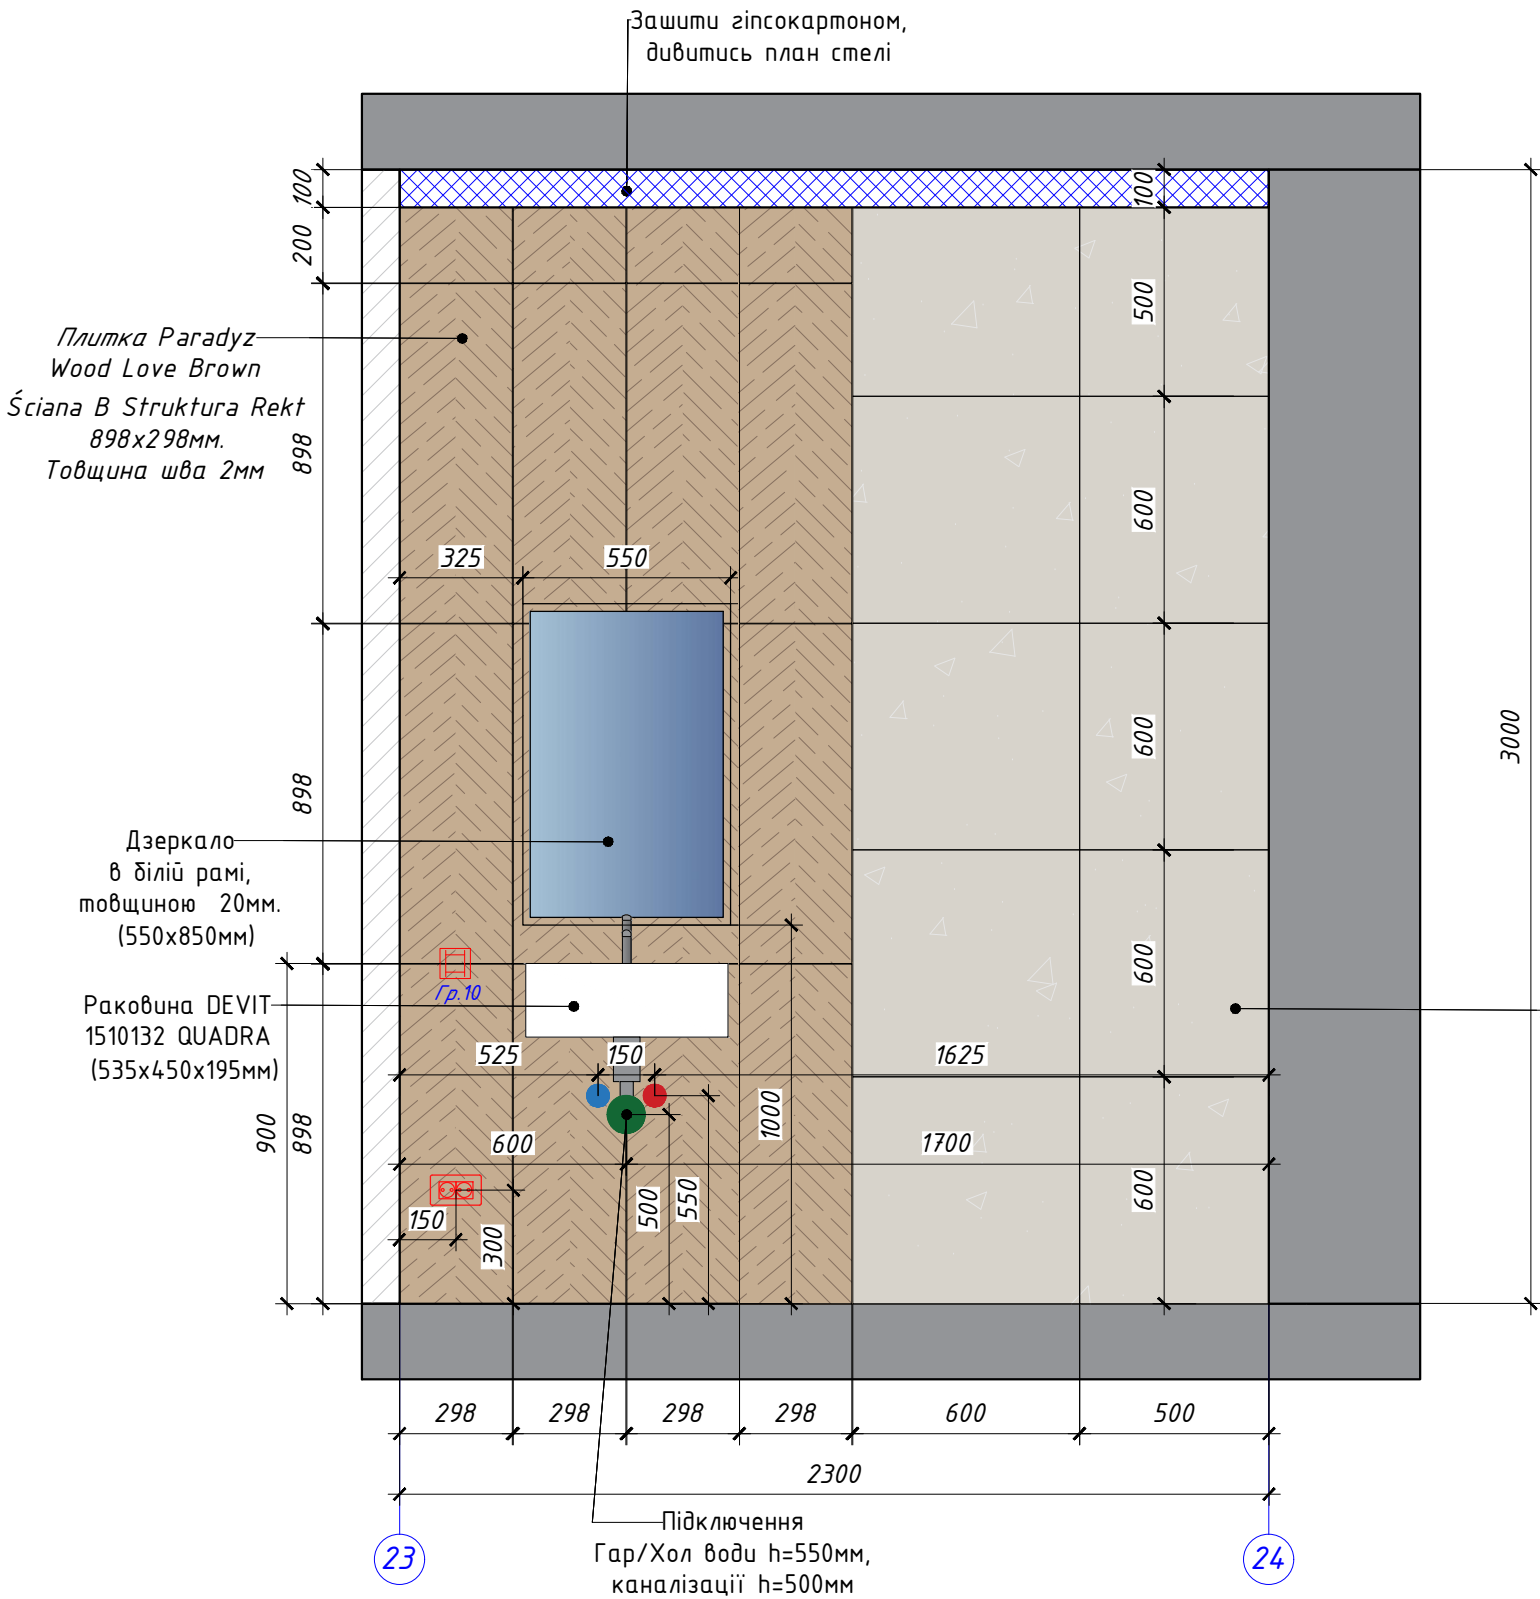 Зашити гіпсокартоном,
дивитись план стелі
100
200
898
898
898
900
100
500
600
600
600
600
3000
Плитка Paradyz
Wood Love Brown
Ściana B Struktura Rekt
898x298мм.
Товщина шва 2мм
325
550
Дзеркало
в білій рамі,
товщиною 20мм.
(550x850мм)
Гр.10
Раковина DEVIT
1510132 QUADRA
(535x450x195мм)
525
150
1625
1000
600
1700
500
550
150
300
298
298
298
298
600
500
2300
Підключення
Гар/Хол води h=550мм,
каналізації h=500мм
23
24